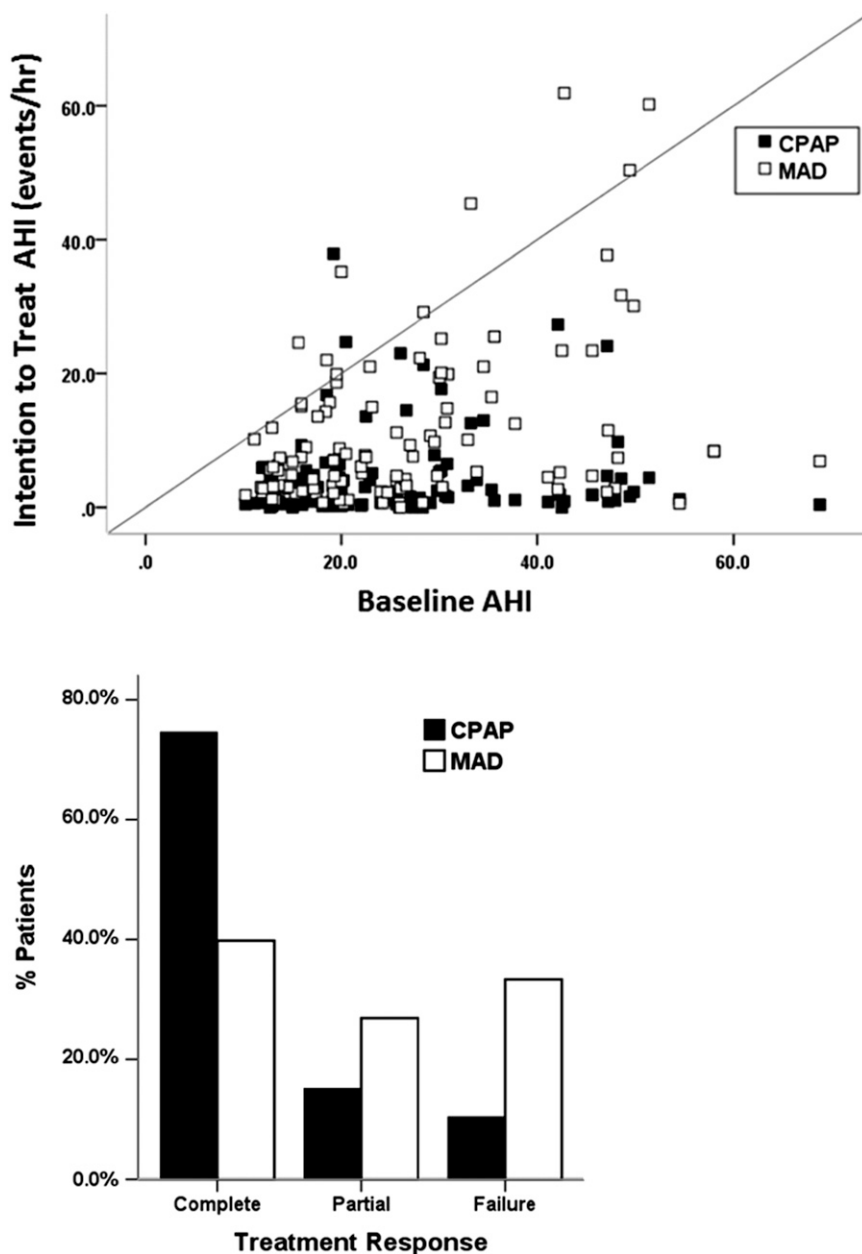 Intention to Treat AHI (events/hr)
60.0
40.0
20.0
.0
CPAP
MAD
.0 20.0 40.0 60.0
Baseline AHI
% Patients
80.0%
60.0%
40.0%
20.0%
0.0%
CPAP
MAD
Complete Partial Failure
Treatment Response